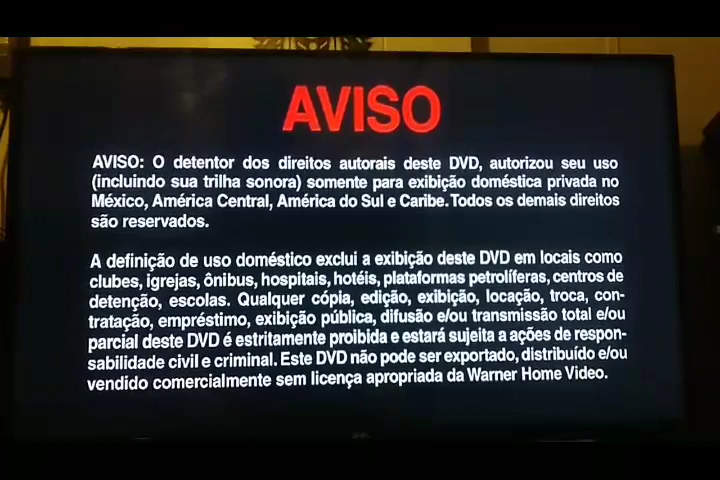 AVISO
AVISO: O detentor dos direitos autorais deste DVD, autorizou seu uso
(incluindo sua trilha sonora) somente para exibição doméstica privada no
México, América Central, América do Sul e Caribe. Todos os demais direitos
são reservados.
A definição de uso doméstico exclui a exibição deste DVD em locais como
clubes, igrejas, ônibus, hospitais, hotéis, plataformas petrolíferas, centros de
detenção, escolas. Qualquer cópia, edição, exibição, locação, troca, con-
tratação, empréstimo, exibição pública, difusão e/ou transmissão total e/ou
parcial deste DVD é estritamente proibida e estará sujeita a ações de respon-
sabilidade civil e criminal. Este DVD não pode ser exportado, distribuído e/ou
vendido comercialmente sem licença apropriada da Warner Home Video.